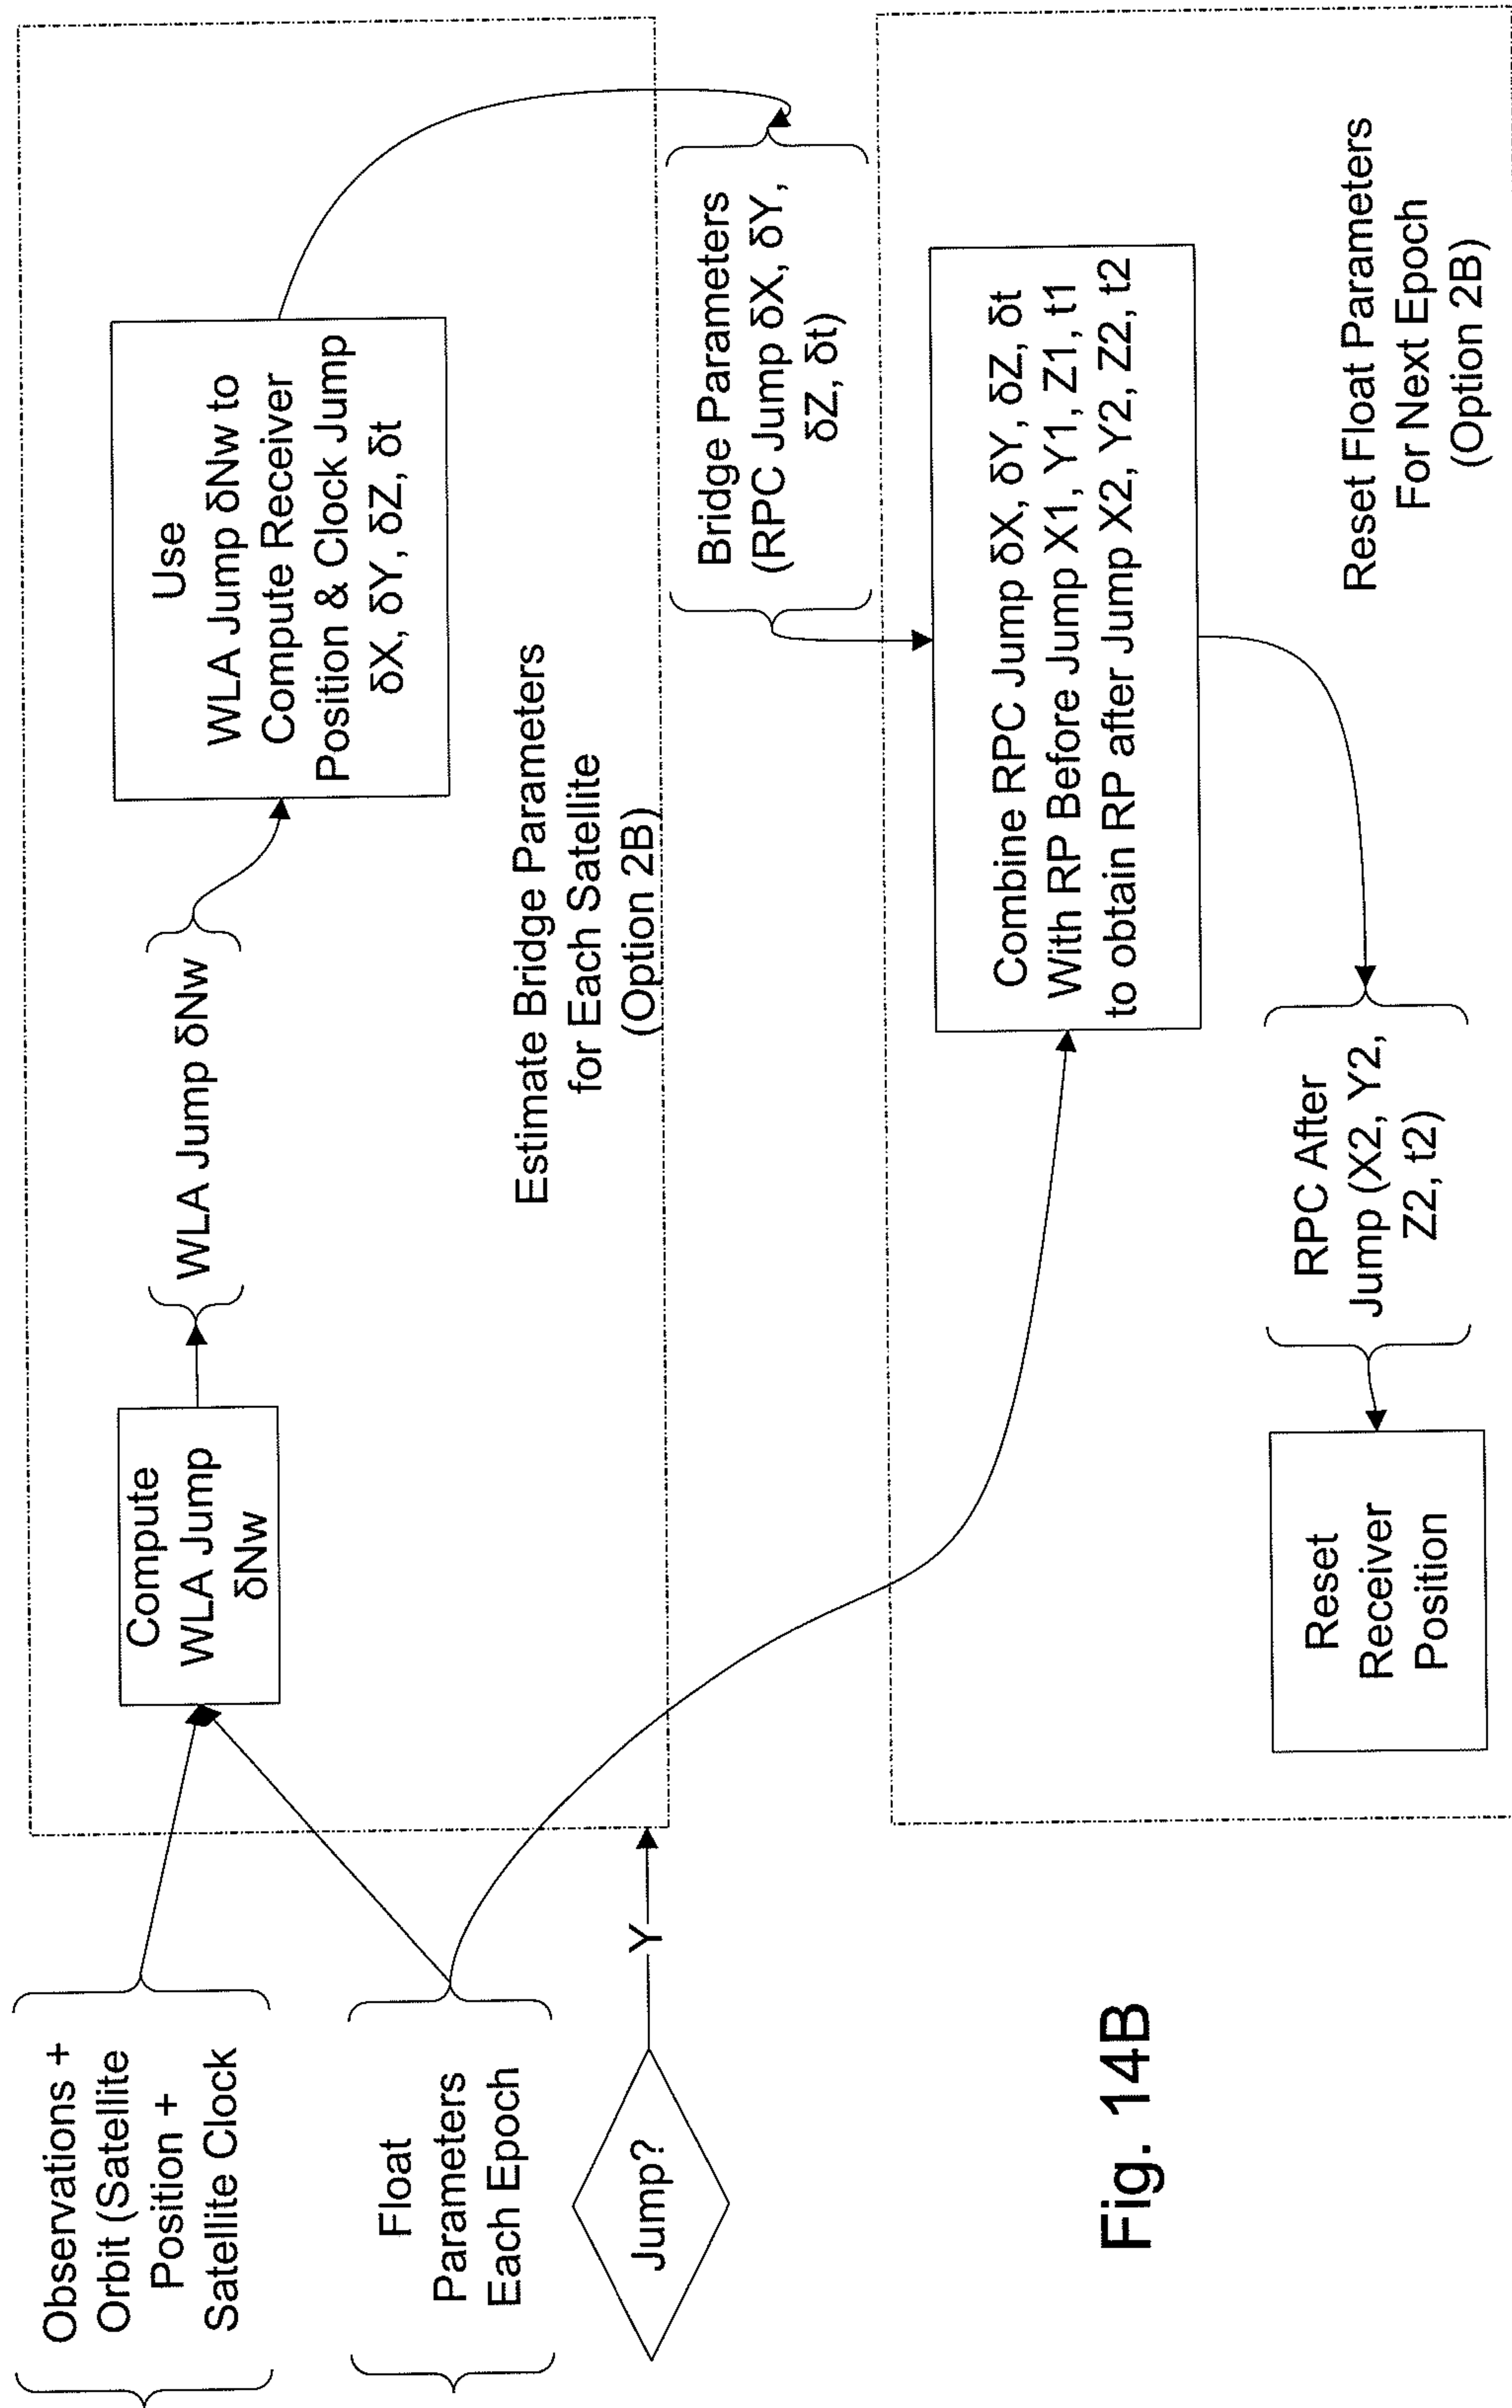 Observations +
Orbit (Satellite
Position +
Satellite Clock
Float
Parameters
Each Epoch
Jump?
Y
Compute
WLA Jump
δNw
WLA Jump δNw
Use
WLA Jump δNw to
Compute Receiver
Position & Clock Jump
δX, δY, δZ, δt
Estimate Bridge Parameters
for Each Satellite
(Option 2B)
Bridge Parameters
(RPC Jump δX, δY,
δZ, δt)
Combine RPC Jump δX, δY, δZ, δt
With RP Before Jump X1, Y1, Z1, t1
to obtain RP after Jump X2, Y2, Z2, t2
RPC After
Jump (X2, Y2,
Z2, t2)
Reset
Receiver
Position
Reset Float Parameters
For Next Epoch
(Option 2B)
Fig. 14B